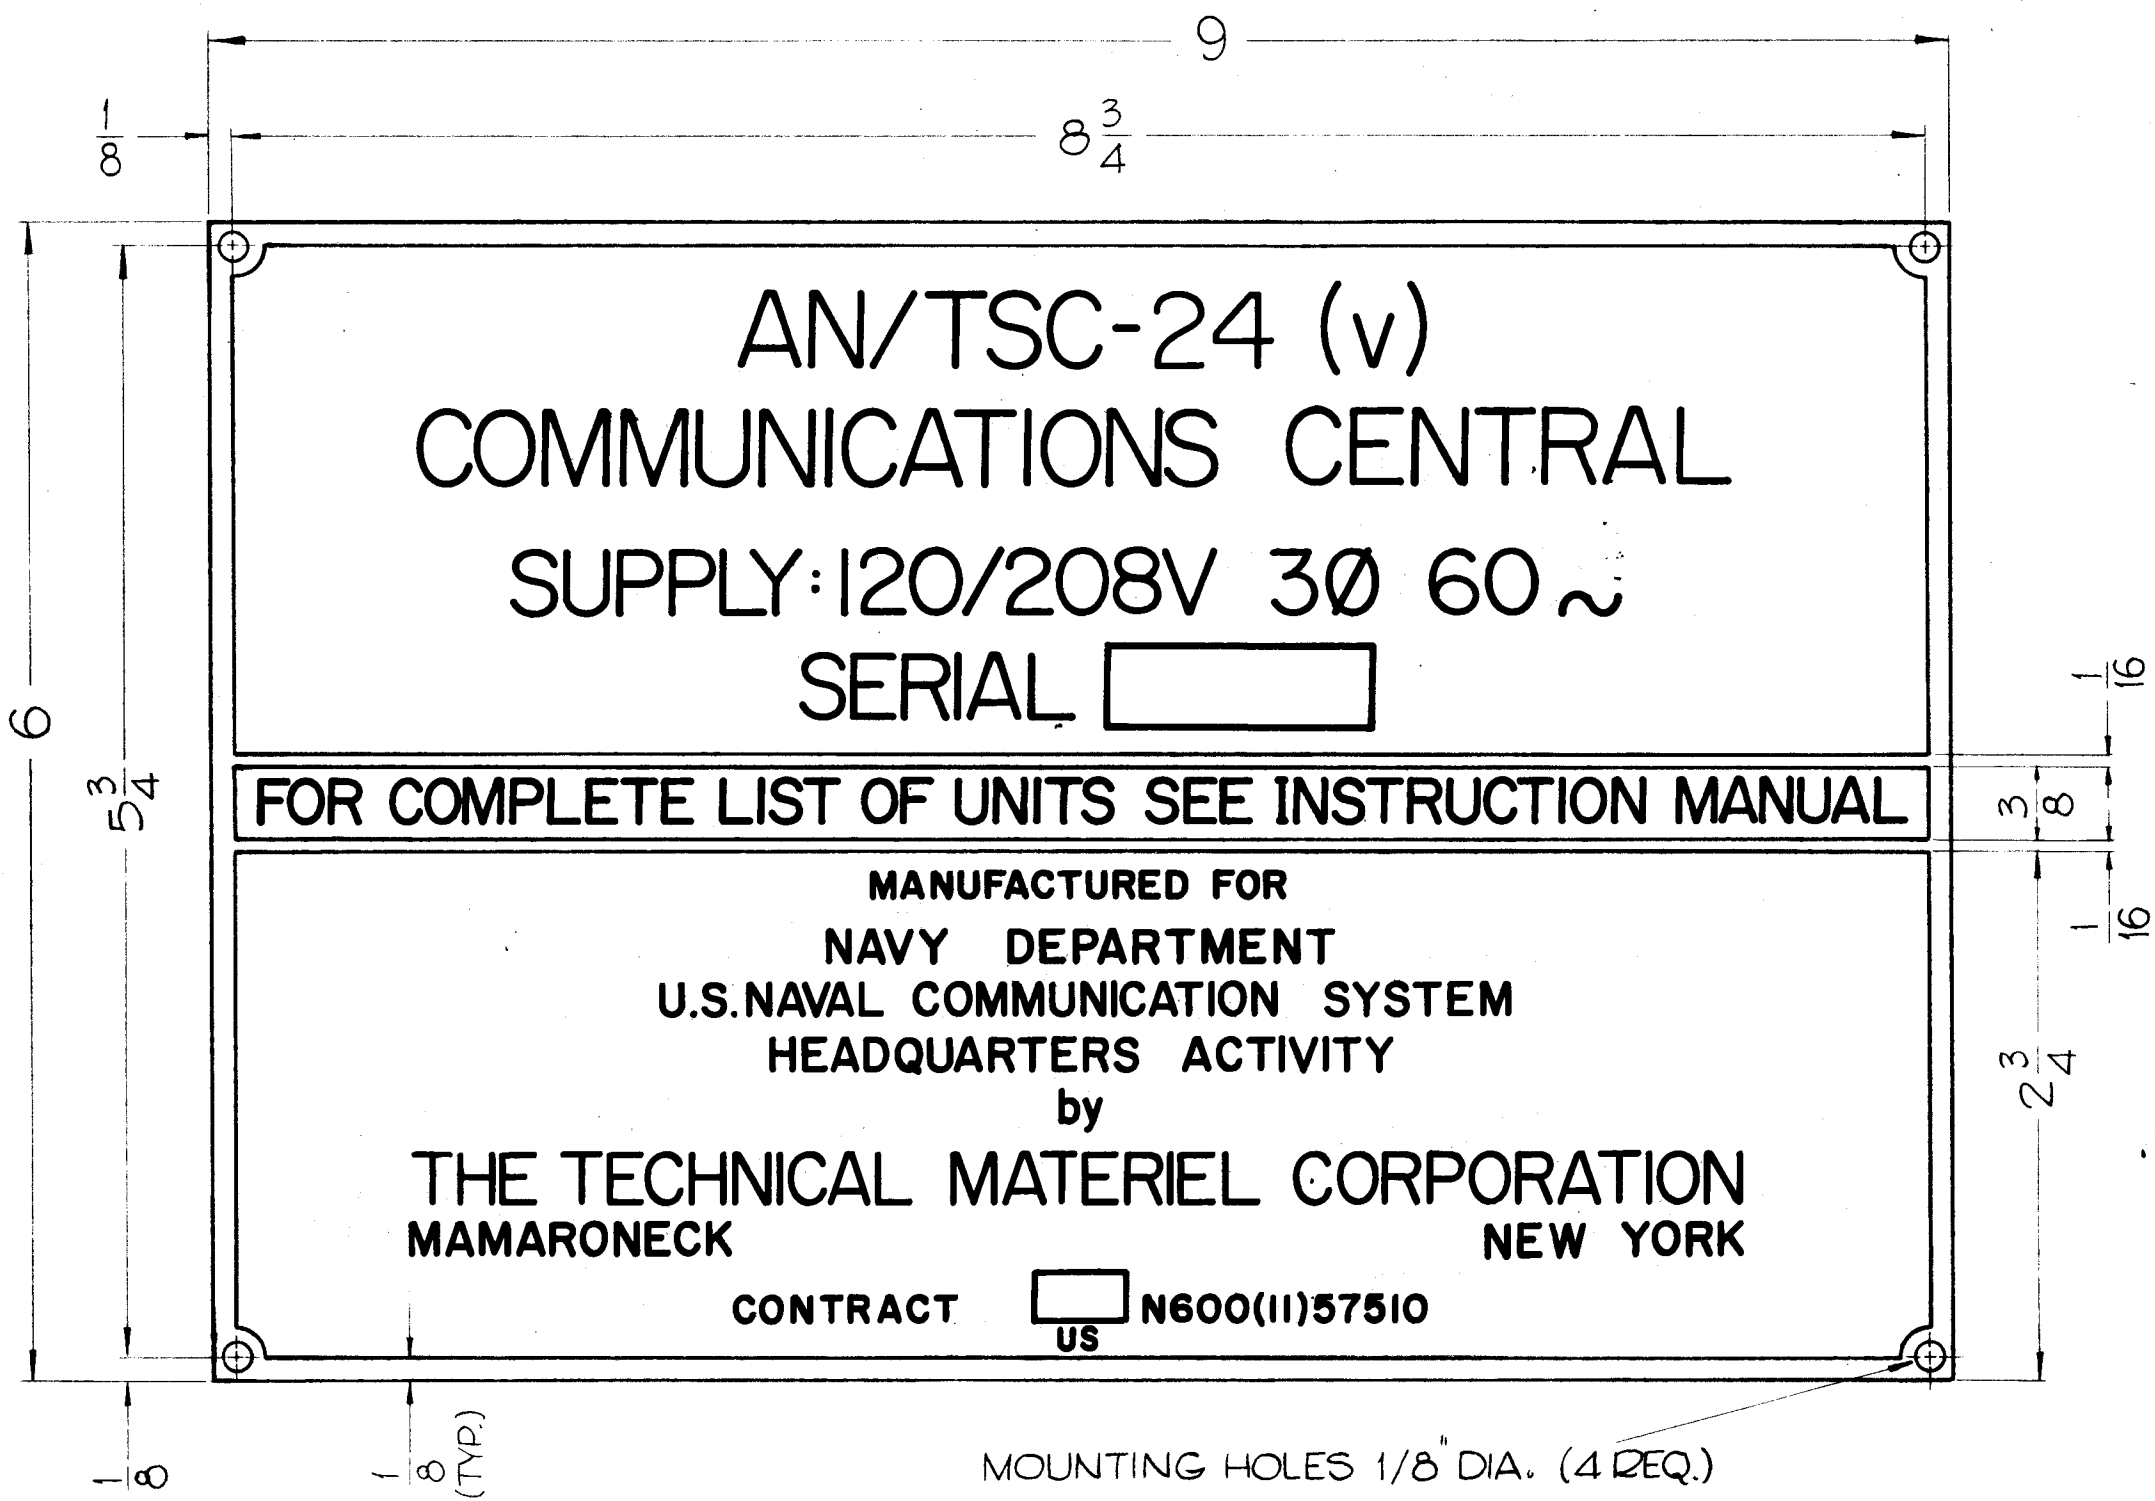 9
1/8
8 3/4
6
5 3/4
AN/TSC-24 (v)
COMMUNICATIONS CENTRAL
SUPPLY:120/208V 3Ø 60~
SERIAL
1/16
FOR COMPLETE LIST OF UNITS SEE INSTRUCTION MANUAL
3/8
1/16
MANUFACTURED FOR
NAVY DEPARTMENT
U.S.NAVAL COMMUNICATION SYSTEM
HEADQUARTERS ACTIVITY
by
2 3/4
THE TECHNICAL MATERIEL CORPORATION
MAMARONECK NEW YORK
CONTRACT N600(11)57510
US
1/8
1/8 (TYP.)
MOUNTING HOLES 1/8" DIA. (4 REQ.)